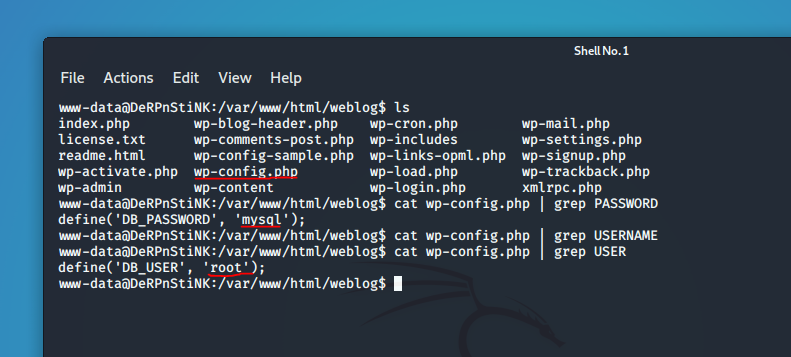 Shell No.1
File Actions Edit View Help
www-data@DeRPnStiNK:/var/www/html/weblog$ ls
index.php wp-blog-header.php wp-cron.php wp-mail.php
license.txt wp-comments-post.php wp-includes wp-settings.php
readme.html wp-config-sample.php wp-links-opml.php wp-signup.php
wp-activate.php wp-config.php wp-load.php wp-trackback.php
wp-admin wp-content wp-login.php xmlrpc.php
www-data@DeRPnStiNK:/var/www/html/weblog$ cat wp-config.php | grep PASSWORD
define('DB_PASSWORD', 'mysql');
www-data@DeRPnStiNK:/var/www/html/weblog$ cat wp-config.php | grep USERNAME
www-data@DeRPnStiNK:/var/www/html/weblog$ cat wp-config.php | grep USER
define('DB_USER', 'root');
www-data@DeRPnStiNK:/var/www/html/weblog$